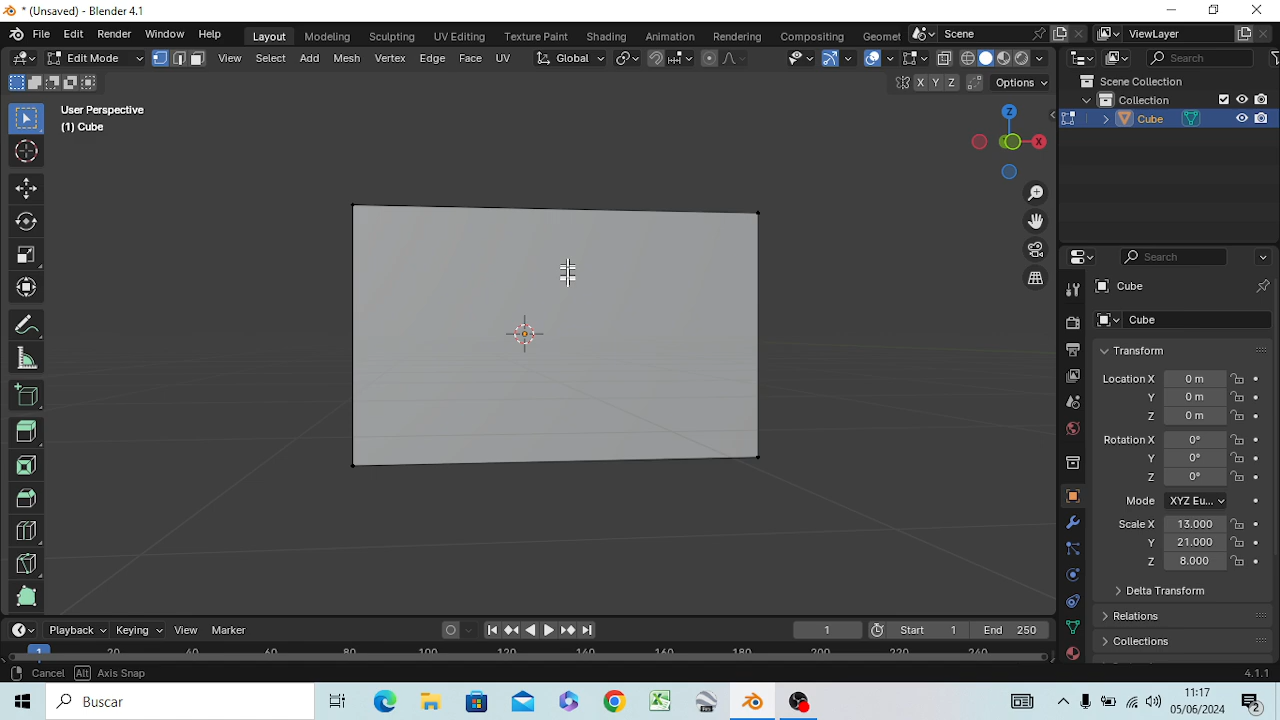 * (Unsaved) - Blender 4.1
File Edit Render Window Help Layout Modeling Sculpting UV Editing Texture Paint Shading Animation Rendering Compositing Geomet Scene ViewLayer
Edit Mode View Select Add Mesh Vertex Edge Face UV Global Search
X Y Z Options
User Perspective
(1) Cube
Z
X
Scene Collection
Collection
Cube
Search
Cube
Cube
Transform
Location X 0 m
Y 0 m
Z 0 m
Rotation X 0°
Y 0°
Z 0°
Mode XYZ Eu...
Scale X 13.000
Y 21.000
Z 8.000
Delta Transform
Relations
Collections
Playback Keying View Marker 1 Start 1 End 250
1 20 40 60 80 100 120 140 160 180 200 220 240
Cancel Alt Axis Snap 4.1.1
Buscar
11:17
05/06/2024
2